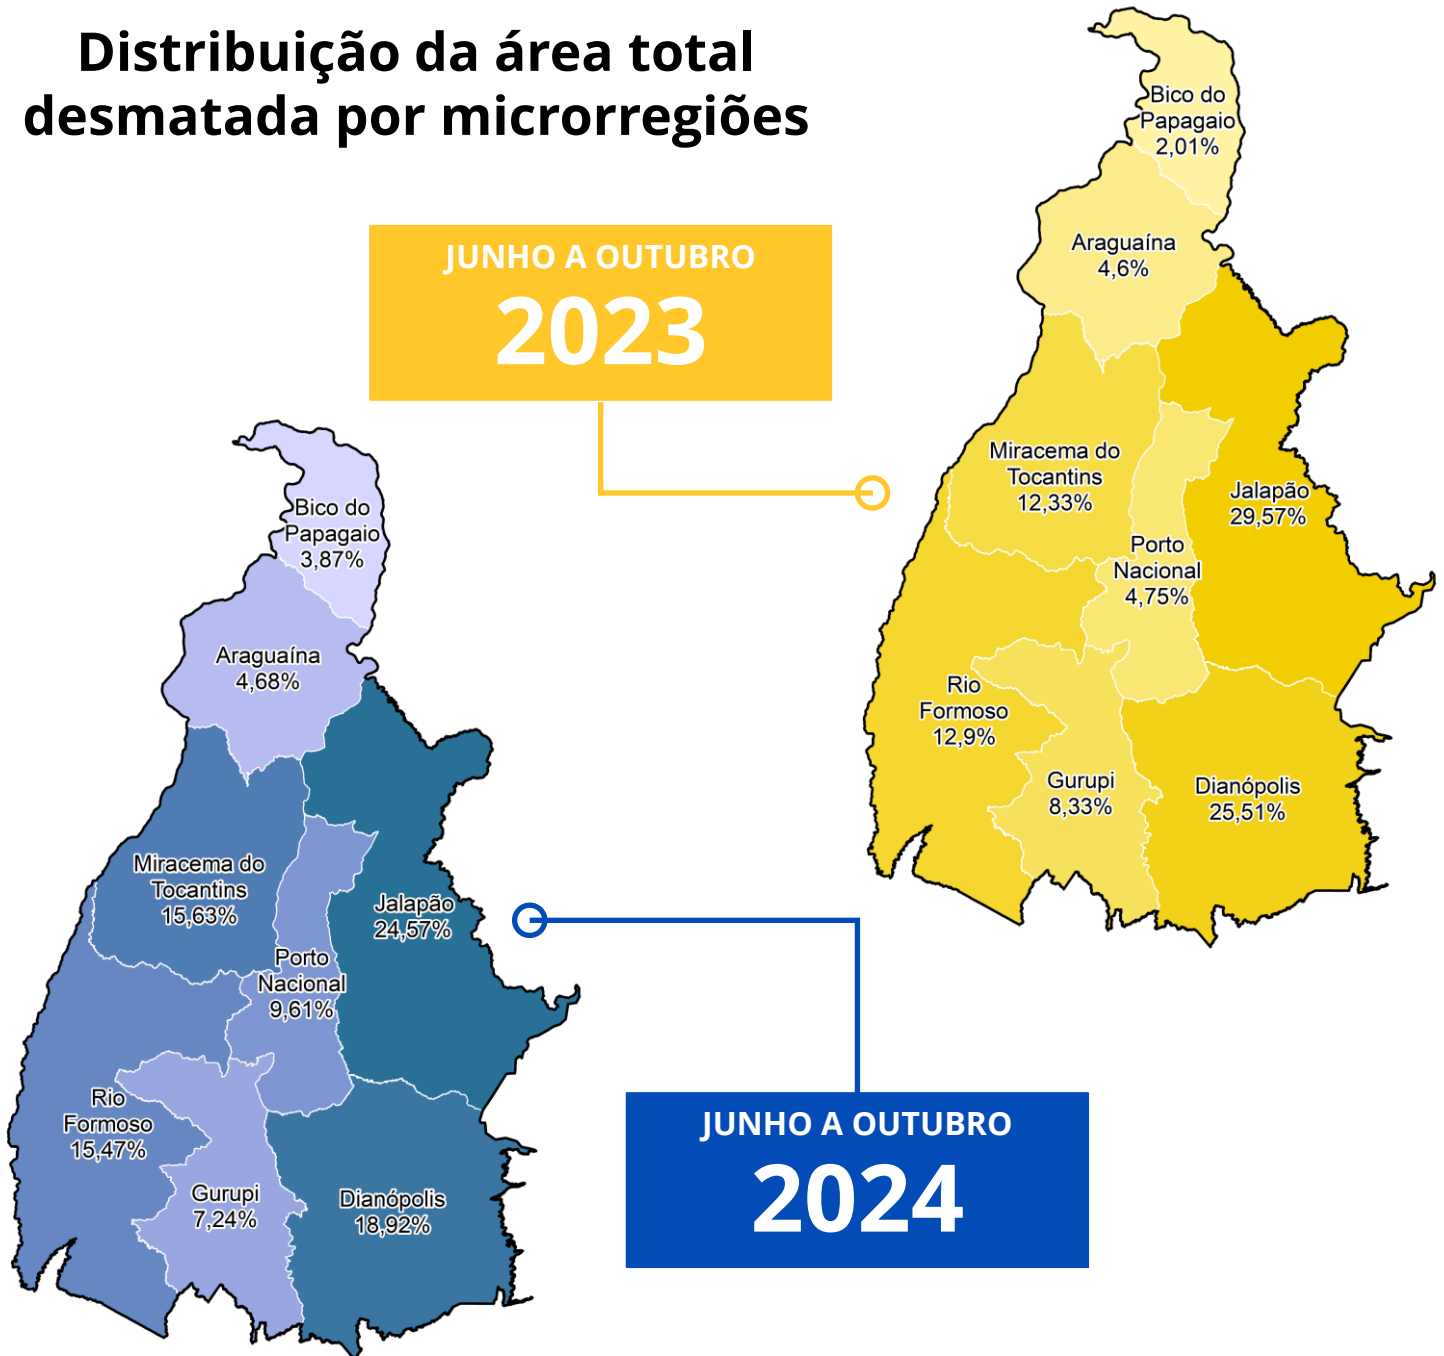 Distribuição da área total
desmatada por microrregiões
JUNHO A OUTUBRO
2023
Bico do
Papagaio
2,01%
Araguaína
4,6%
Miracema do
Tocantins
12,33%
Jalapão
29,57%
Porto
Nacional
4,75%
Rio
Formoso
12,9%
Gurupi
8,33%
Dianópolis
25,51%
Bico do
Papagaio
3,87%
Araguaína
4,68%
Miracema do
Tocantins
15,63%
Jalapão
24,57%
Porto
Nacional
9,61%
Rio
Formoso
15,47%
Gurupi
7,24%
Dianópolis
18,92%
JUNHO A OUTUBRO
2024